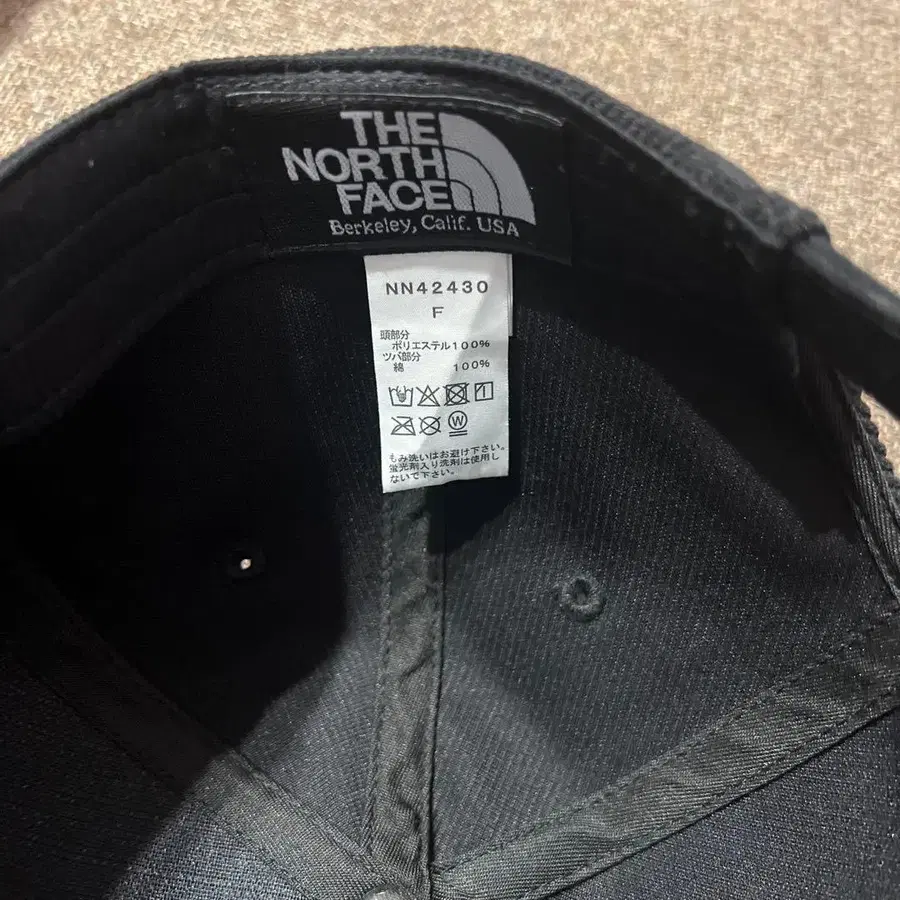 THE
NORTH
FACE
Berkeley, Calif. USA
NN42430
F
頭部分
ポリエステル100%
ツバ部分
綿 100%
W
もみ洗いはお避け下さい。
蛍光剤入り洗剤は使用し
ないで下さい。